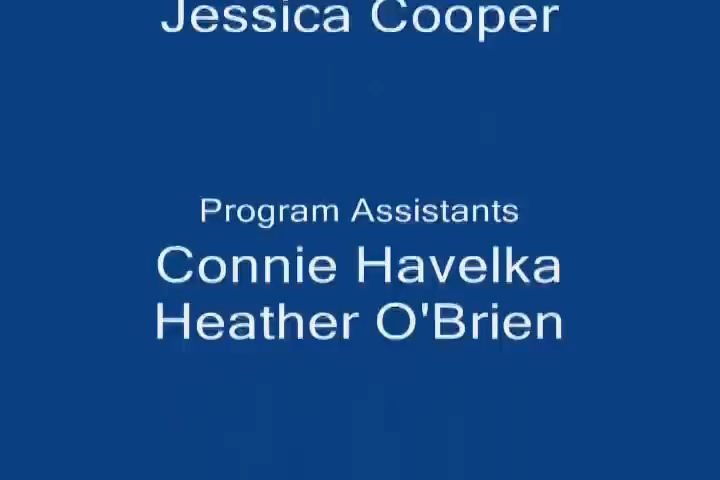 Jessica Cooper
Program Assistants
Connie Havelka
Heather O'Brien